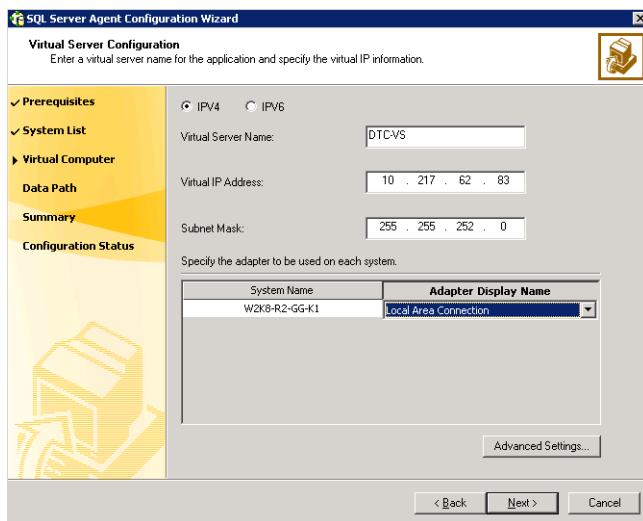 SQL Server Agent Configuration Wizard
Virtual Server Configuration
Enter a virtual server name for the application and specify the virtual IP information.
Prerequisites
System List
Virtual Computer
Data Path
Summary
Configuration Status
IPV4 IPV6
Virtual Server Name: DTC-VS
Virtual IP Address: 10 . 217 . 62 . 83
Subnet Mask: 255 . 255 . 252 . 0
Specify the adapter to be used on each system.
System Name Adapter Display Name
W2K8-R2-GG-K1 Local Area Connection
Advanced Settings...
< Back Next > Cancel